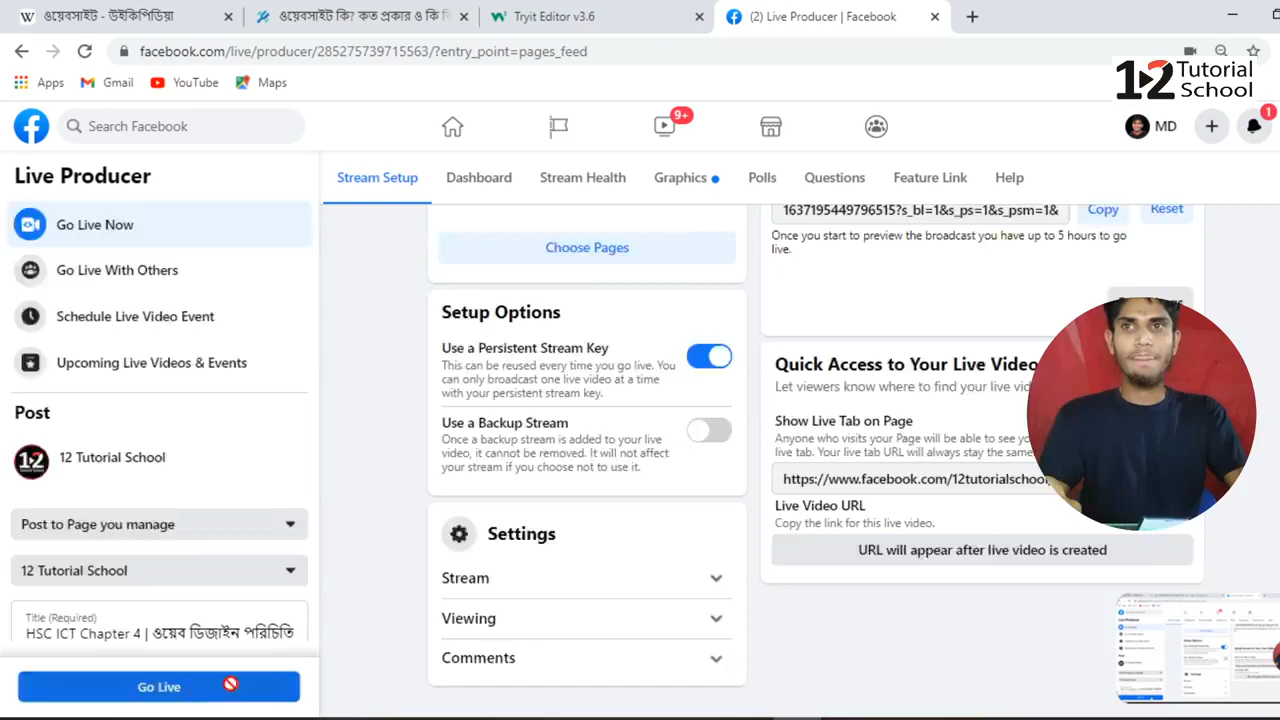 ওয়েবসাইট - উইকিপিডিয়া
ওয়েবসাইট কি? কত প্রকার ও কি কি
Tryit Editor v3.6
(2) Live Producer | Facebook
facebook.com/live/producer/285275739715563/?entry_point=pages_feed
Apps
Gmail
YouTube
Maps
12 Tutorial School
Search Facebook
9+
MD
1
Live Producer
Stream Setup
Dashboard
Stream Health
Graphics
Polls
Questions
Feature Link
Help
Go Live Now
Go Live With Others
Schedule Live Video Event
Upcoming Live Videos & Events
Post
12 Tutorial School
Post to Page you manage
12 Tutorial School
Title (Required)
HSC ICT Chapter 4 | ওয়েব ডিজাইন পরিচিতি
Go Live
Choose Pages
Setup Options
Use a Persistent Stream Key
This can be reused every time you go live. You
can only broadcast one live video at a time
with your persistent stream key.
Use a Backup Stream
Once a backup stream is added to your live
video, it cannot be removed. It will not affect
your stream if you choose not to use it.
Settings
Stream
1637195449796515?s_bl=1&s_ps=1&s_psm=1&
Copy
Reset
Once you start to preview the broadcast you have up to 5 hours to go
live.
Quick Access to Your Live Video
Let viewers know where to find your live
Show Live Tab on Page
Anyone who visits your Page will be able to see
live tab. Your live tab URL will always stay the same
https://www.facebook.com/12tutorialschool
Live Video URL
Copy the link for this live video.
URL will appear after live video is created